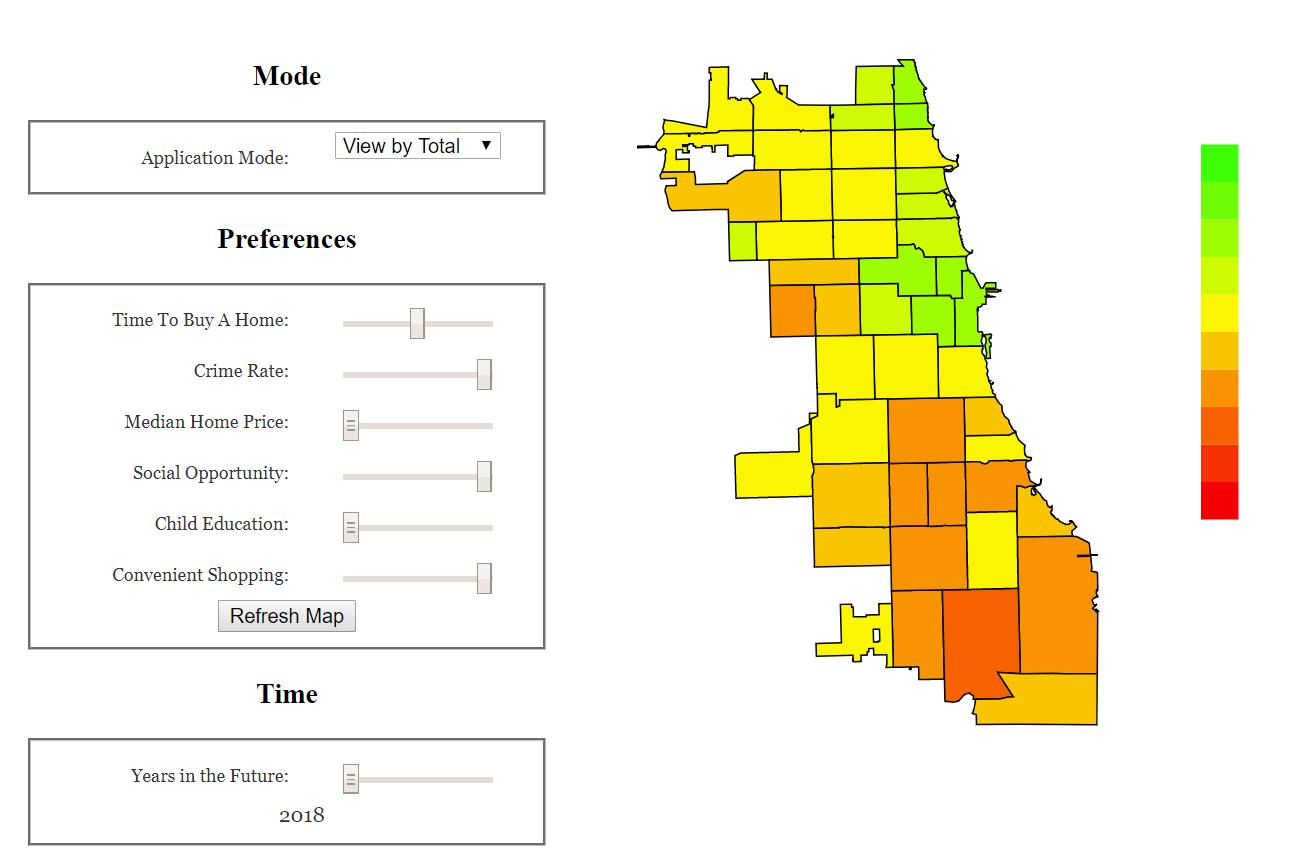 Mode
Application Mode:
View by Total
Preferences
Time To Buy A Home:
Crime Rate:
Median Home Price:
Social Opportunity:
Child Education:
Convenient Shopping:
Refresh Map
Time
Years in the Future:
2018